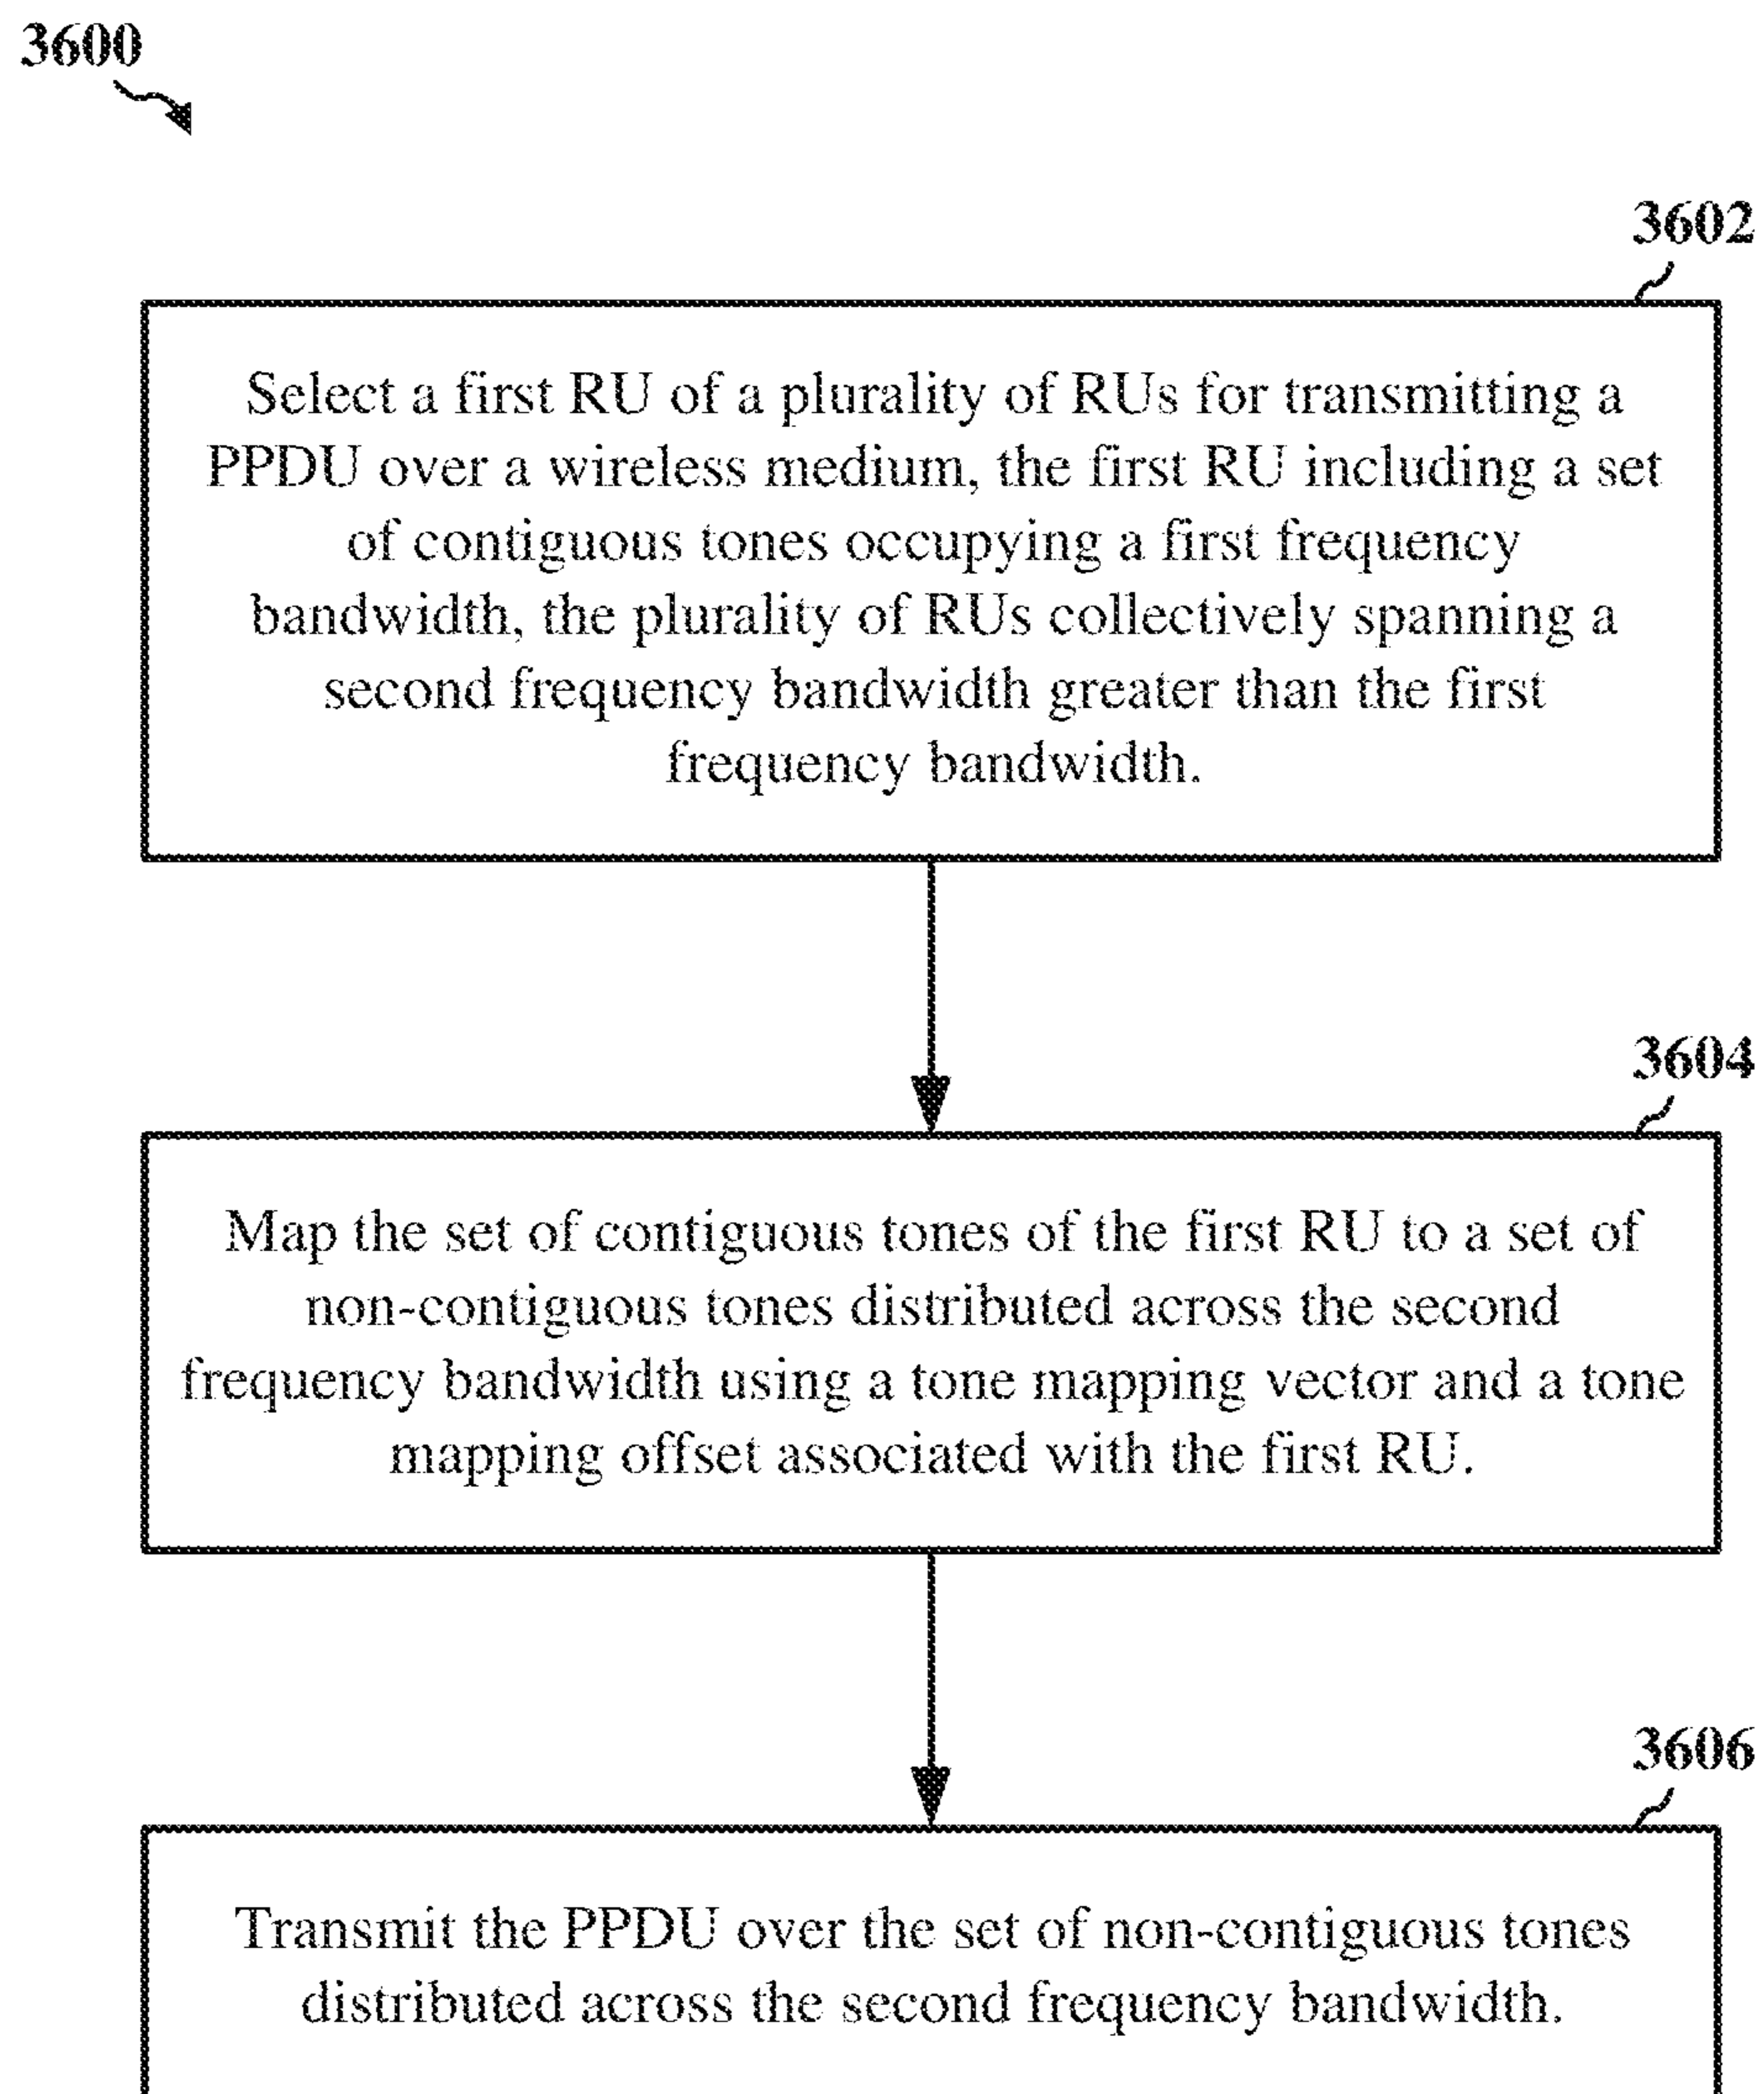 3600
3602
Select a first RU of a plurality of RUs for transmitting a
PPDU over a wireless medium, the first RU including a set
of contiguous tones occupying a first frequency
bandwidth, the plurality of RUs collectively spanning a
second frequency bandwidth greater than the first
frequency bandwidth.
3604
Map the set of contiguous tones of the first RU to a set of
non-contiguous tones distributed across the second
frequency bandwidth using a tone mapping vector and a tone
mapping offset associated with the first RU.
3606
Transmit the PPDU over the set of non-contiguous tones
distributed across the second frequency bandwidth.